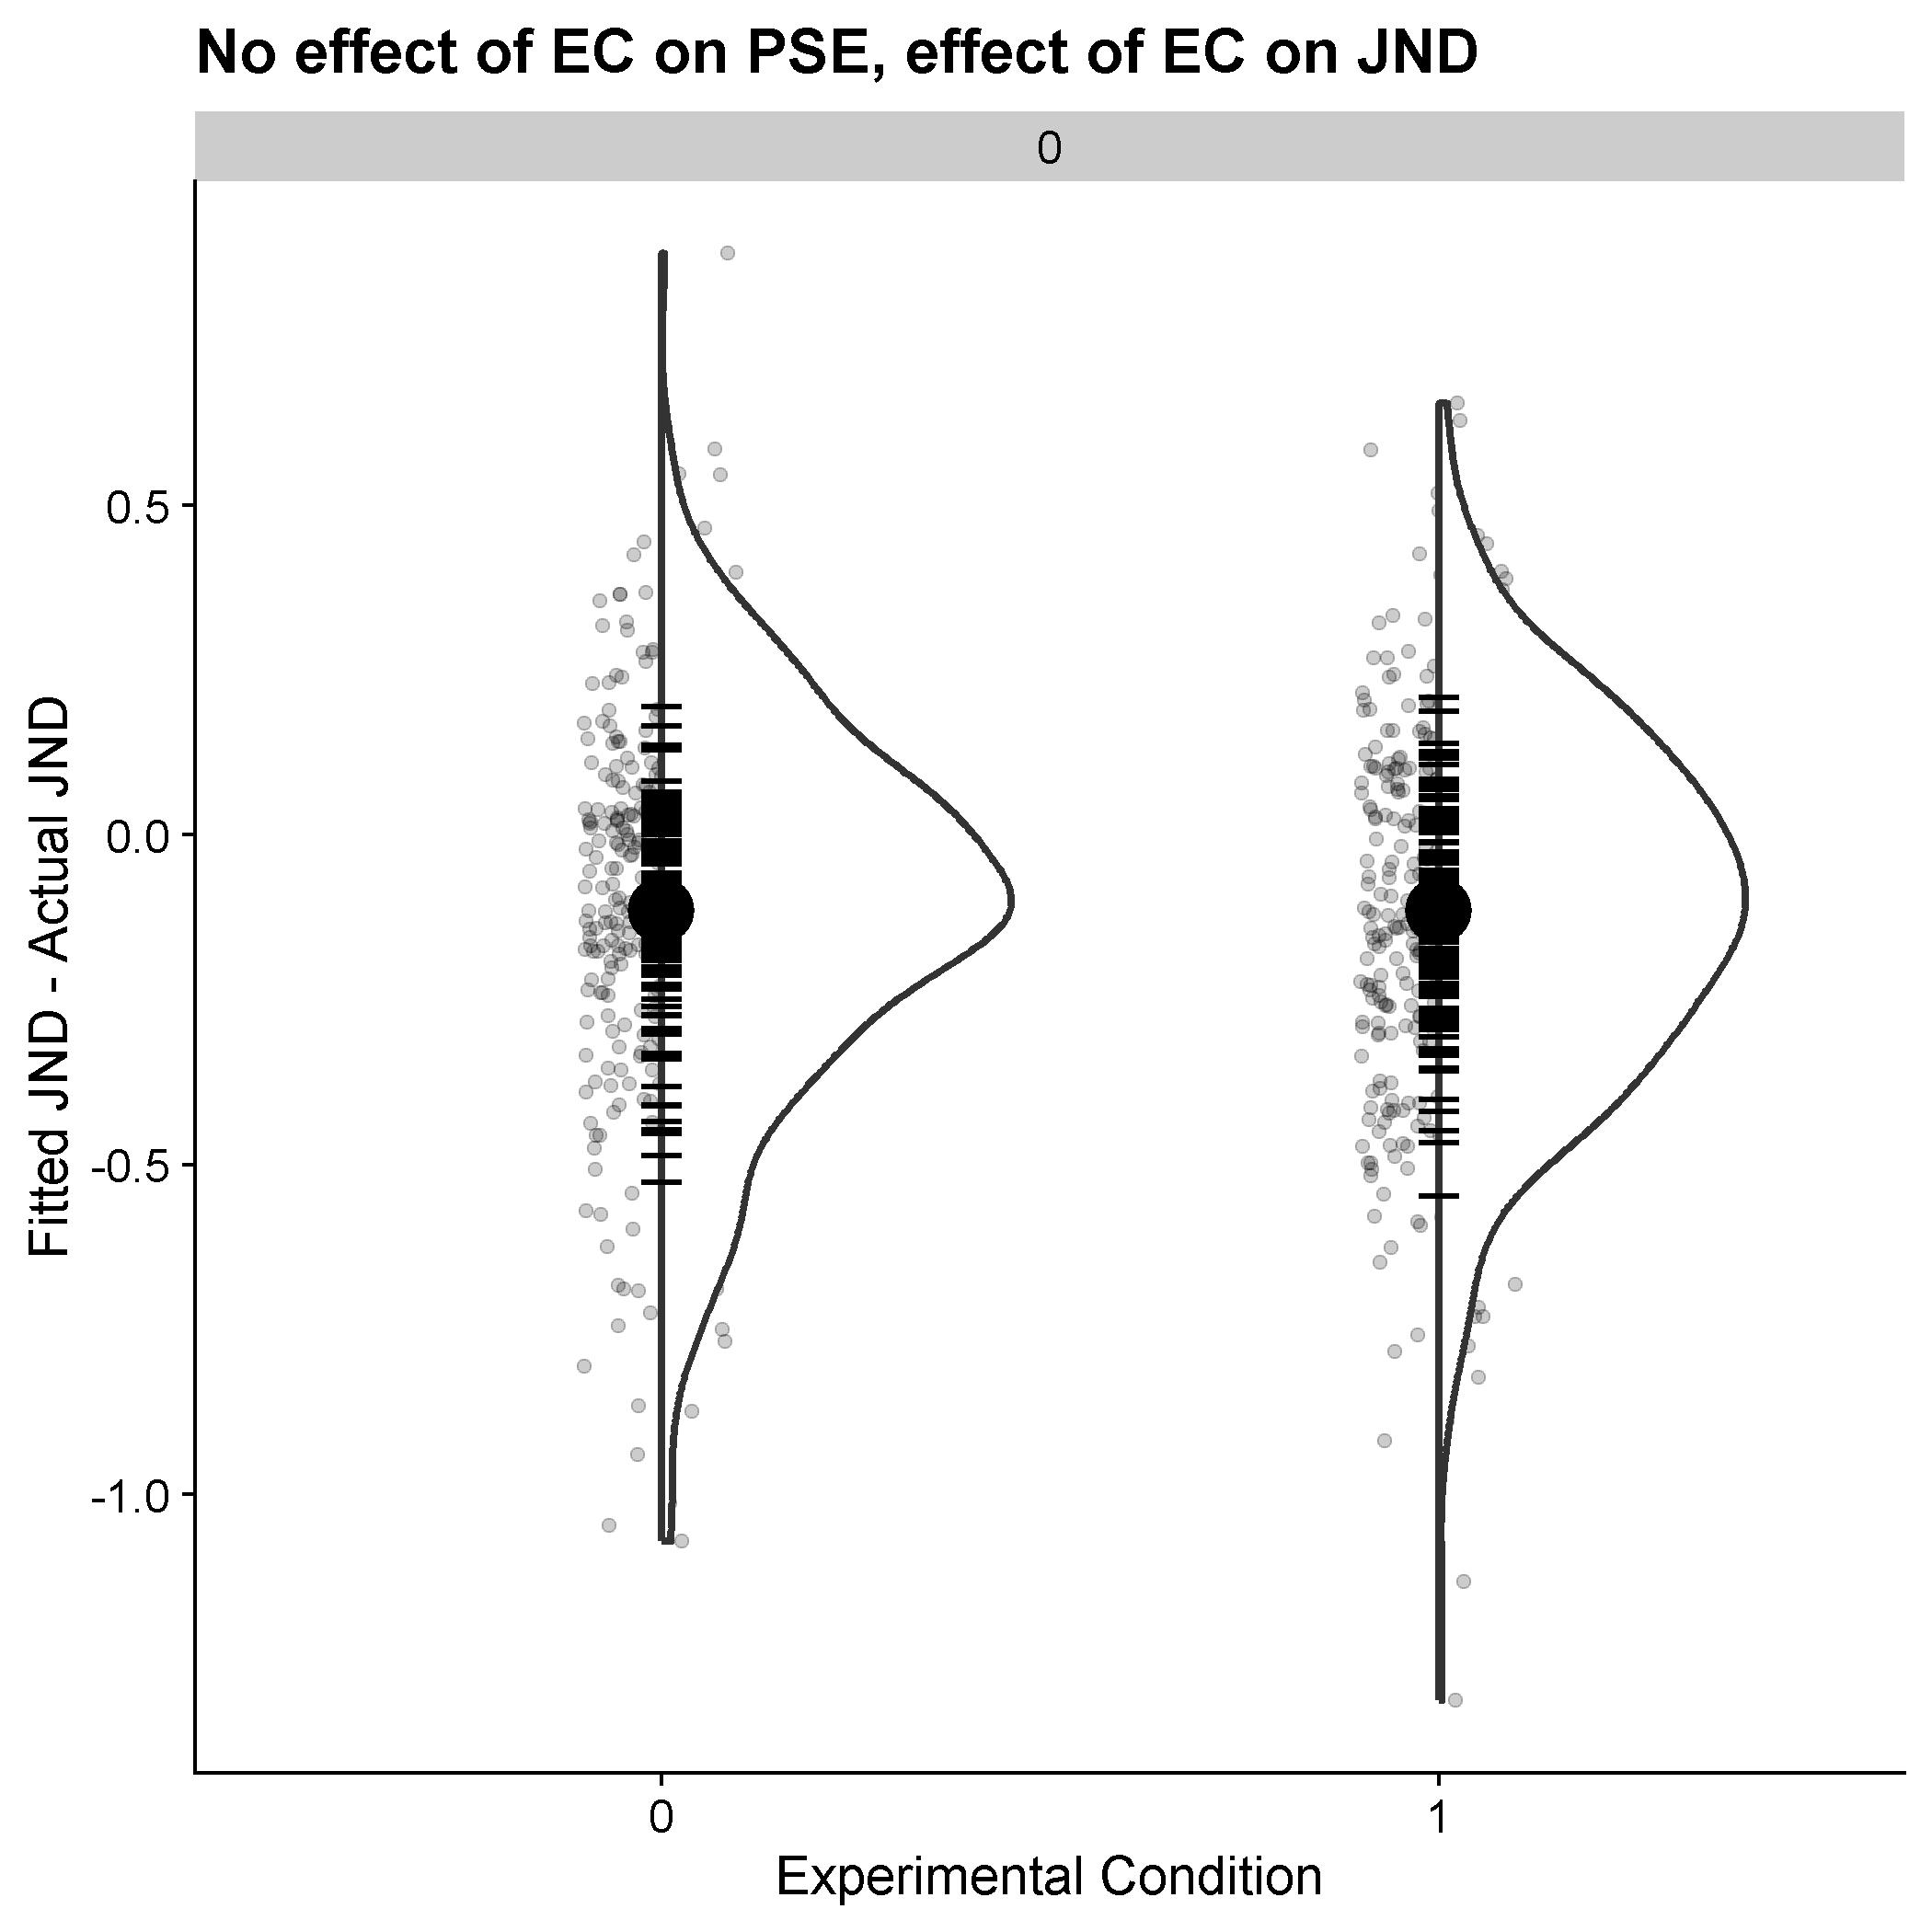 No effect of EC on PSE, effect of EC on JND
0
Fitted JND - Actual JND
0.5
0.0
-0.5
-1.0
0
1
Experimental Condition